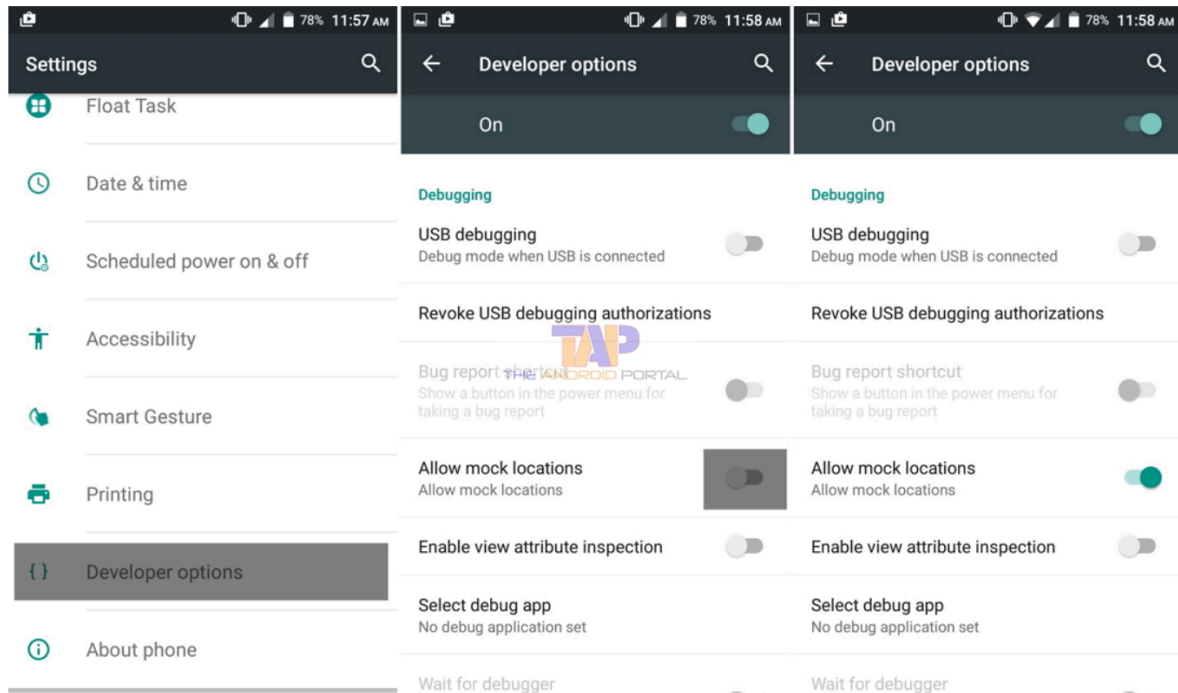 78% 11:57 AM
Settings
Float Task
Date & time
Scheduled power on & off
Accessibility
Smart Gesture
Printing
{ } Developer options
About phone
78% 11:58 AM
Developer options
On
Debugging
USB debugging
Debug mode when USB is connected
Revoke USB debugging authorizations
TAP
THE ANDROID PORTAL
Bug report shortcut
Show a button in the power menu for
taking a bug report
Allow mock locations
Allow mock locations
Enable view attribute inspection
Select debug app
No debug application set
Wait for debugger
78% 11:58 AM
Developer options
On
Debugging
USB debugging
Debug mode when USB is connected
Revoke USB debugging authorizations
Bug report shortcut
Show a button in the power menu for
taking a bug report
Allow mock locations
Allow mock locations
Enable view attribute inspection
Select debug app
No debug application set
Wait for debugger